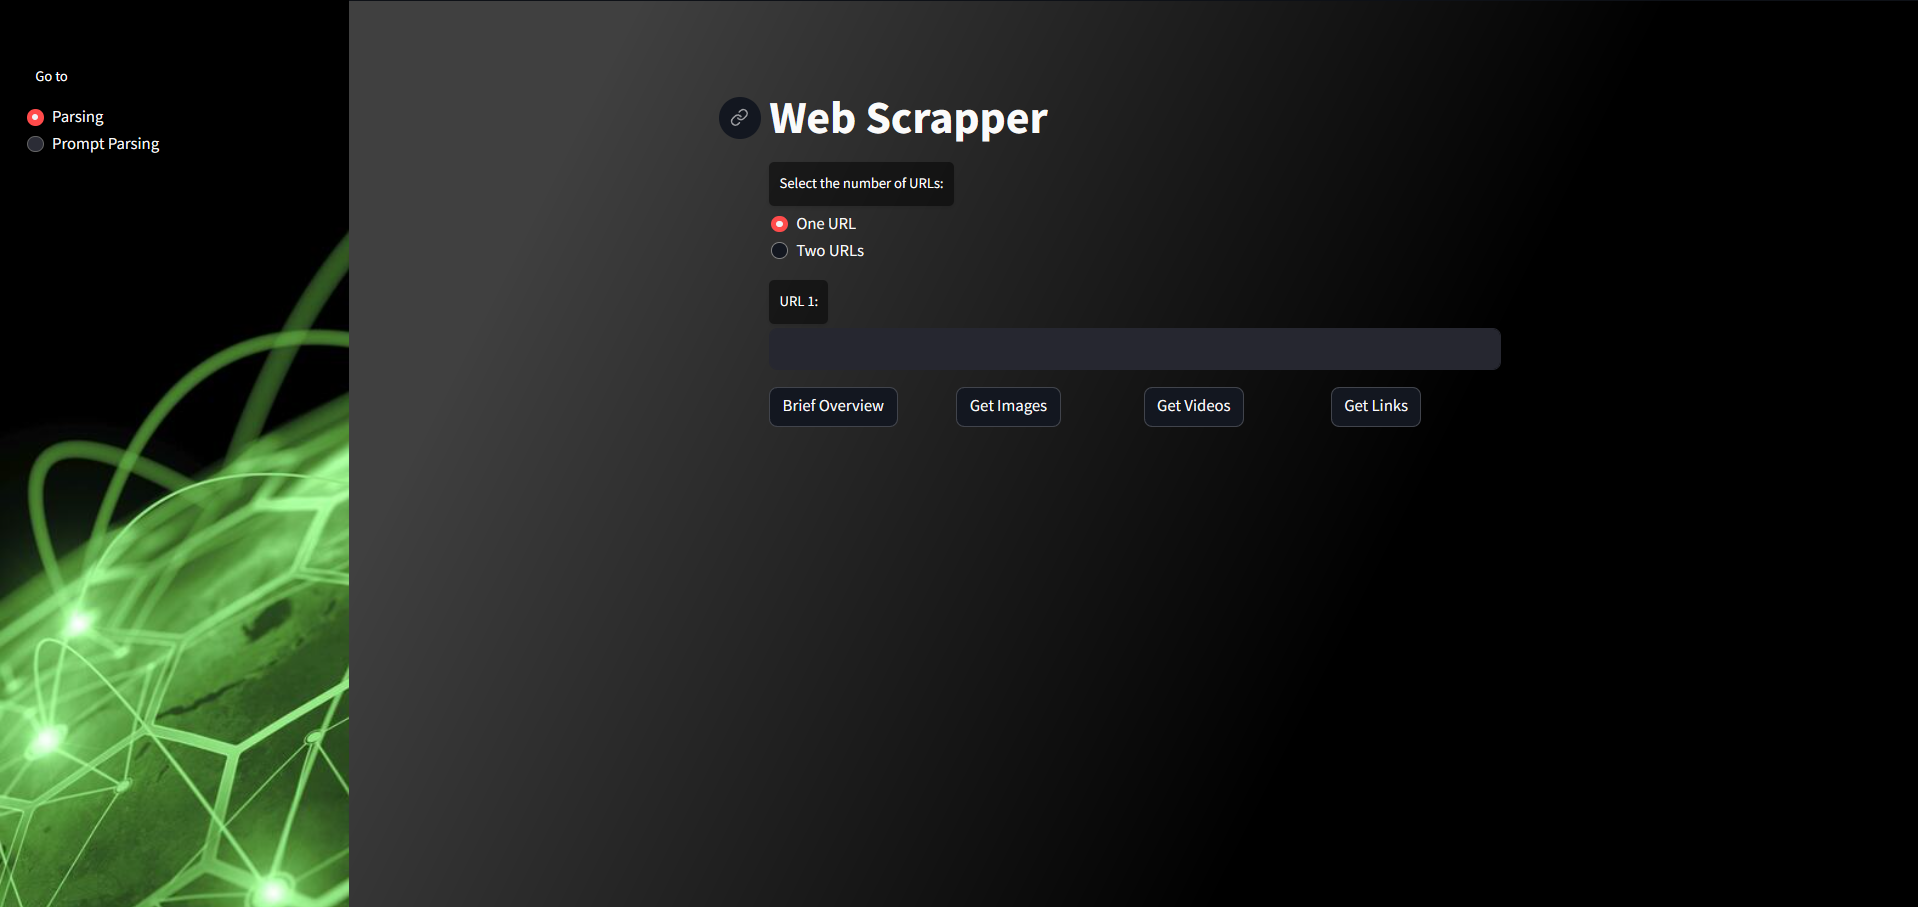 Go to
Parsing
Prompt Parsing
Web Scrapper
Select the number of URLs:
One URL
Two URLs
URL 1:
Brief Overview
Get Images
Get Videos
Get Links